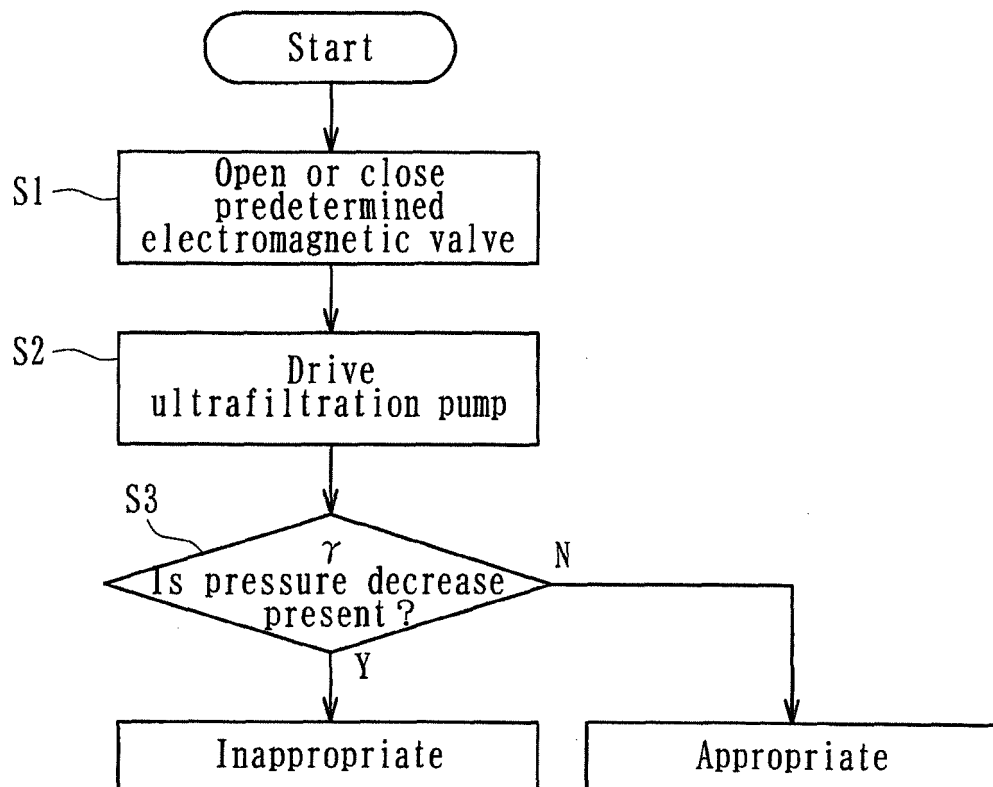 Start
S1
Open or close
predetermined
electromagnetic valve
S2
Drive
ultrafiltration pump
S3
γ
Is pressure decrease
present?
N
Y
Inappropriate
Appropriate